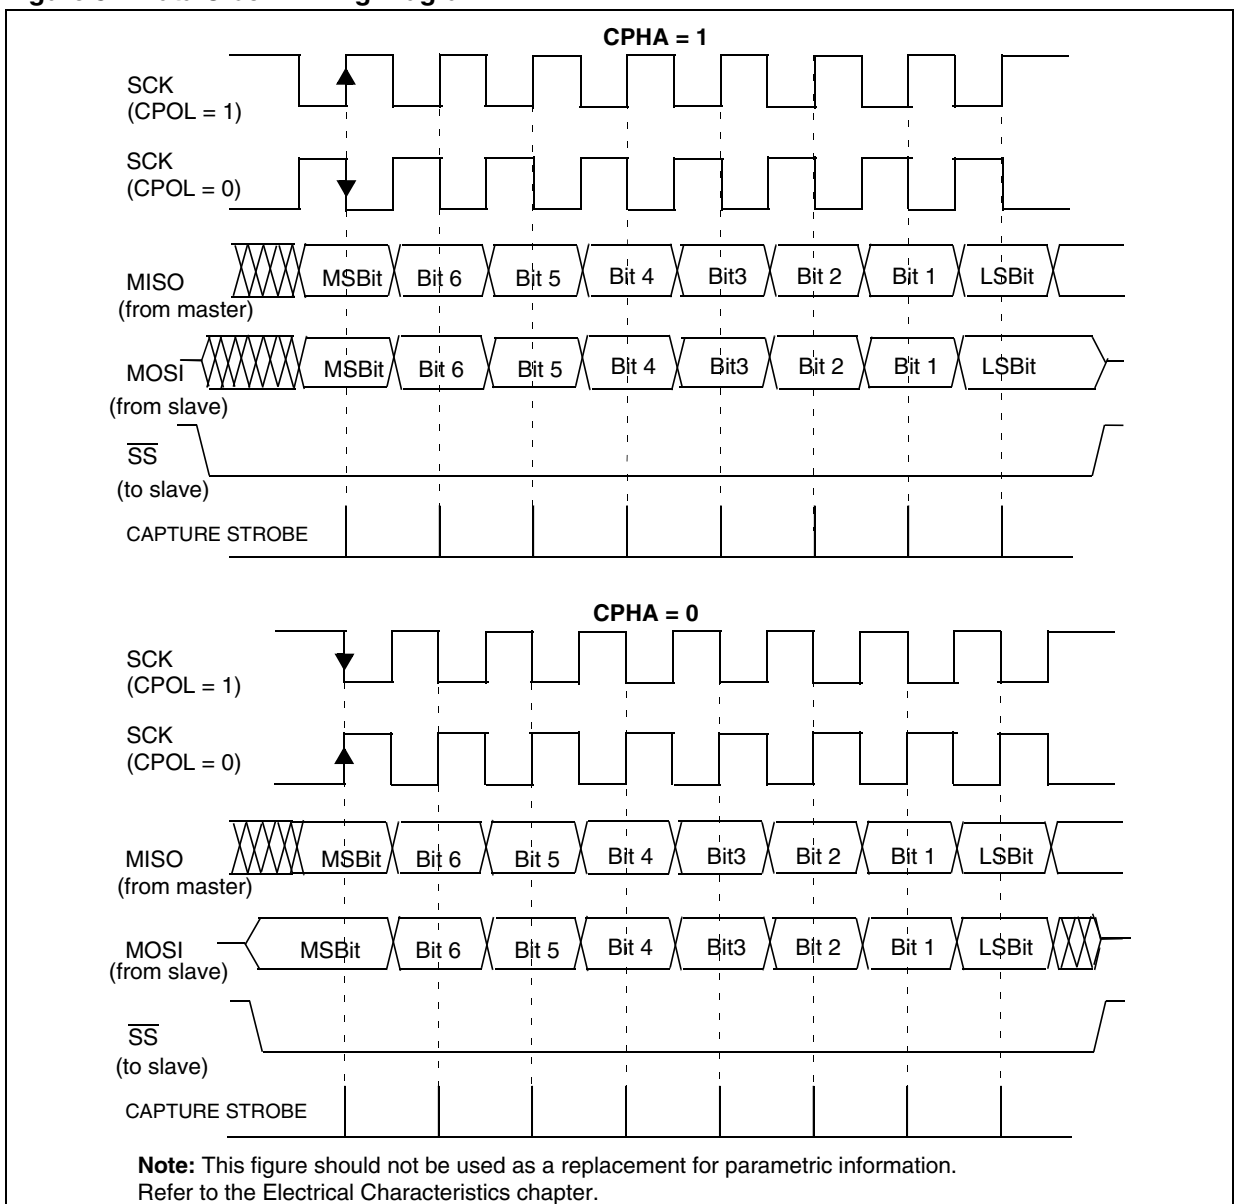 CPHA = 1
SCK
(CPOL = 1)
SCK
(CPOL = 0)
MISO
(from master)
MSBit Bit 6 Bit 5 Bit 4 Bit3 Bit 2 Bit 1 LSBit
MOSI
(from slave)
MSBit Bit 6 Bit 5 Bit 4 Bit3 Bit 2 Bit 1 LSBit
SS
(to slave)
CAPTURE STROBE
CPHA = 0
SCK
(CPOL = 1)
SCK
(CPOL = 0)
MISO
(from master)
MSBit Bit 6 Bit 5 Bit 4 Bit3 Bit 2 Bit 1 LSBit
MOSI
(from slave)
MSBit Bit 6 Bit 5 Bit 4 Bit3 Bit 2 Bit 1 LSBit
SS
(to slave)
CAPTURE STROBE
Note: This figure should not be used as a replacement for parametric information.
Refer to the Electrical Characteristics chapter.